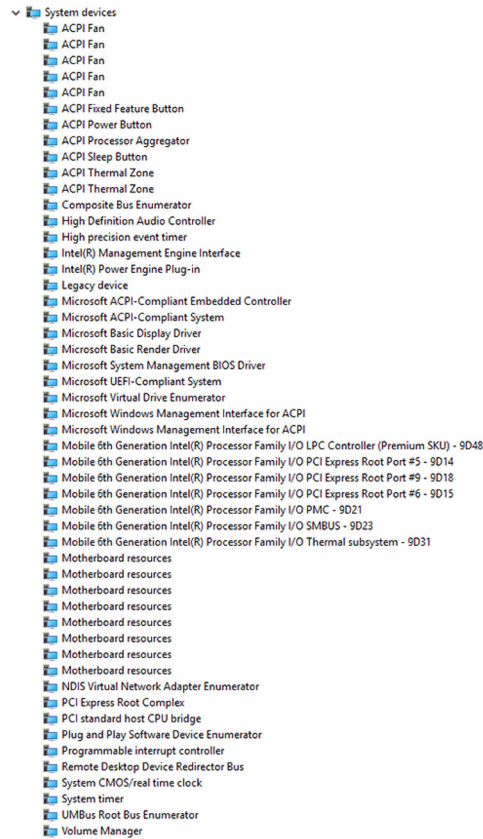 System devices
ACPI Fan
ACPI Fan
ACPI Fan
ACPI Fan
ACPI Fan
ACPI Fixed Feature Button
ACPI Power Button
ACPI Processor Aggregator
ACPI Sleep Button
ACPI Thermal Zone
ACPI Thermal Zone
Composite Bus Enumerator
High Definition Audio Controller
High precision event timer
Intel(R) Management Engine Interface
Intel(R) Power Engine Plug-in
Legacy device
Microsoft ACPI-Compliant Embedded Controller
Microsoft ACPI-Compliant System
Microsoft Basic Display Driver
Microsoft Basic Render Driver
Microsoft System Management BIOS Driver
Microsoft UEFI-Compliant System
Microsoft Virtual Drive Enumerator
Microsoft Windows Management Interface for ACPI
Microsoft Windows Management Interface for ACPI
Mobile 6th Generation Intel(R) Processor Family I/O LPC Controller (Premium SKU) - 9D48
Mobile 6th Generation Intel(R) Processor Family I/O PCI Express Root Port #5 - 9D14
Mobile 6th Generation Intel(R) Processor Family I/O PCI Express Root Port #9 - 9D18
Mobile 6th Generation Intel(R) Processor Family I/O PCI Express Root Port #6 - 9D15
Mobile 6th Generation Intel(R) Processor Family I/O PMC - 9D21
Mobile 6th Generation Intel(R) Processor Family I/O SMBUS - 9D23
Mobile 6th Generation Intel(R) Processor Family I/O Thermal subsystem - 9D31
Motherboard resources
Motherboard resources
Motherboard resources
Motherboard resources
Motherboard resources
Motherboard resources
Motherboard resources
Motherboard resources
NDIS Virtual Network Adapter Enumerator
PCI Express Root Complex
PCI standard host CPU bridge
Plug and Play Software Device Enumerator
Programmable interrupt controller
Remote Desktop Device Redirector Bus
System CMOS/real time clock
System timer
UMBus Root Bus Enumerator
Volume Manager